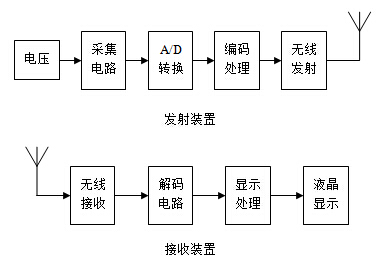 电压
采集
电路
A/D
转换
编码
处理
无线
发射
发射装置
无线
接收
解码
电路
显示
处理
液晶
显示
接收装置